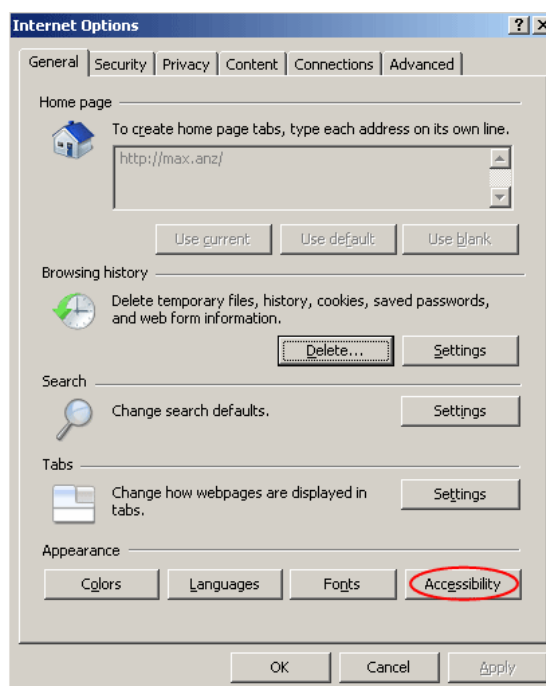 Internet Options
General Security Privacy Content Connections Advanced
Home page
To create home page tabs, type each address on its own line.
http://max.anz/
Use current Use default Use blank
Browsing history
Delete temporary files, history, cookies, saved passwords,
and web form information.
Delete... Settings
Search
Change search defaults. Settings
Tabs
Change how webpages are displayed in
tabs.
Settings
Appearance
Colors Languages Fonts Accessibility
OK Cancel Apply